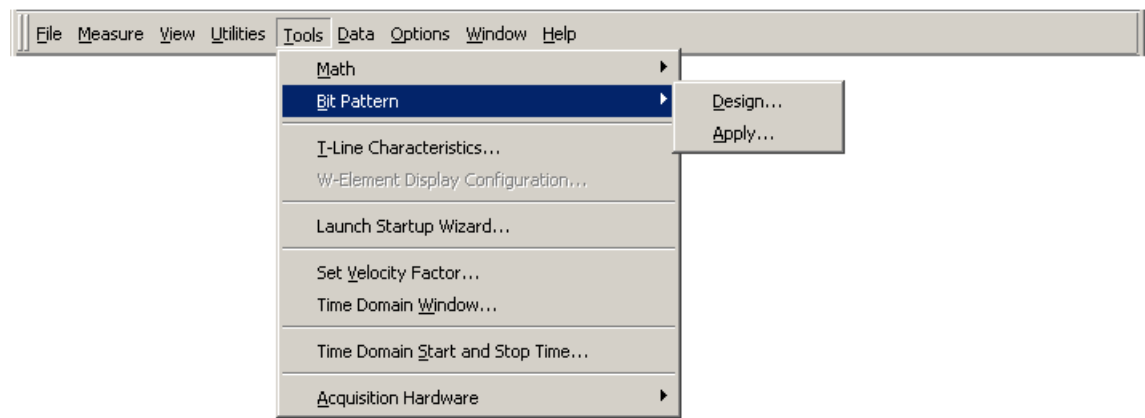 File Measure View Utilities Tools Data Options Window Help
Math
Bit Pattern
Design...
Apply...
T-Line Characteristics...
W-Element Display Configuration...
Launch Startup Wizard...
Set Velocity Factor...
Time Domain Window...
Time Domain Start and Stop Time...
Acquisition Hardware